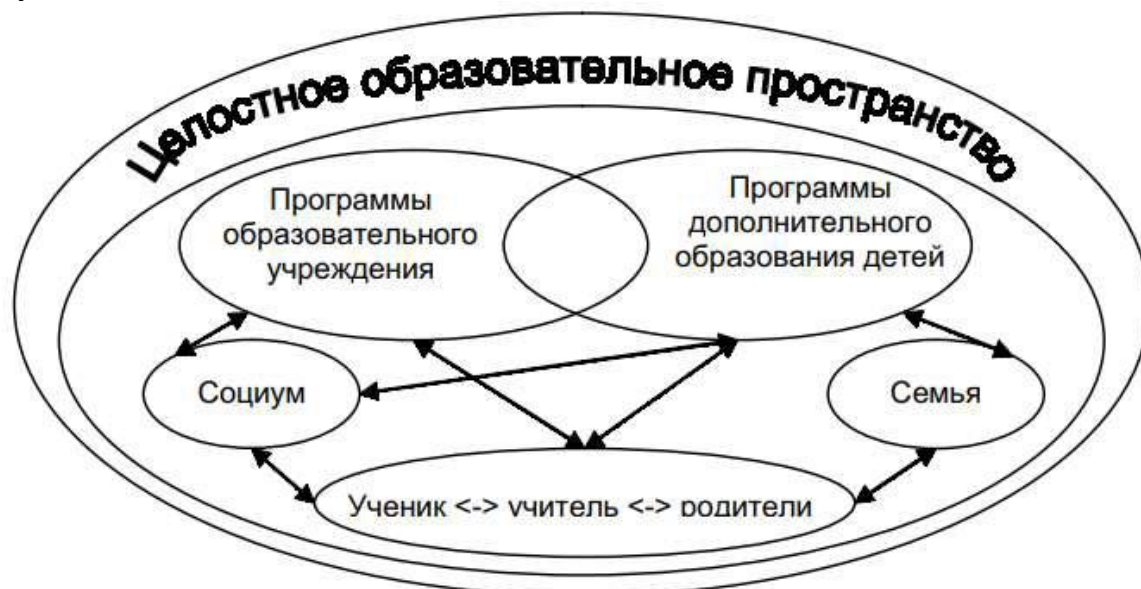 Целостное образовательное пространство
Программы
образовательного
учреждения
Программы
дополнительного
образования детей
Социум
Семья
Ученик <-> учитель <-> родители